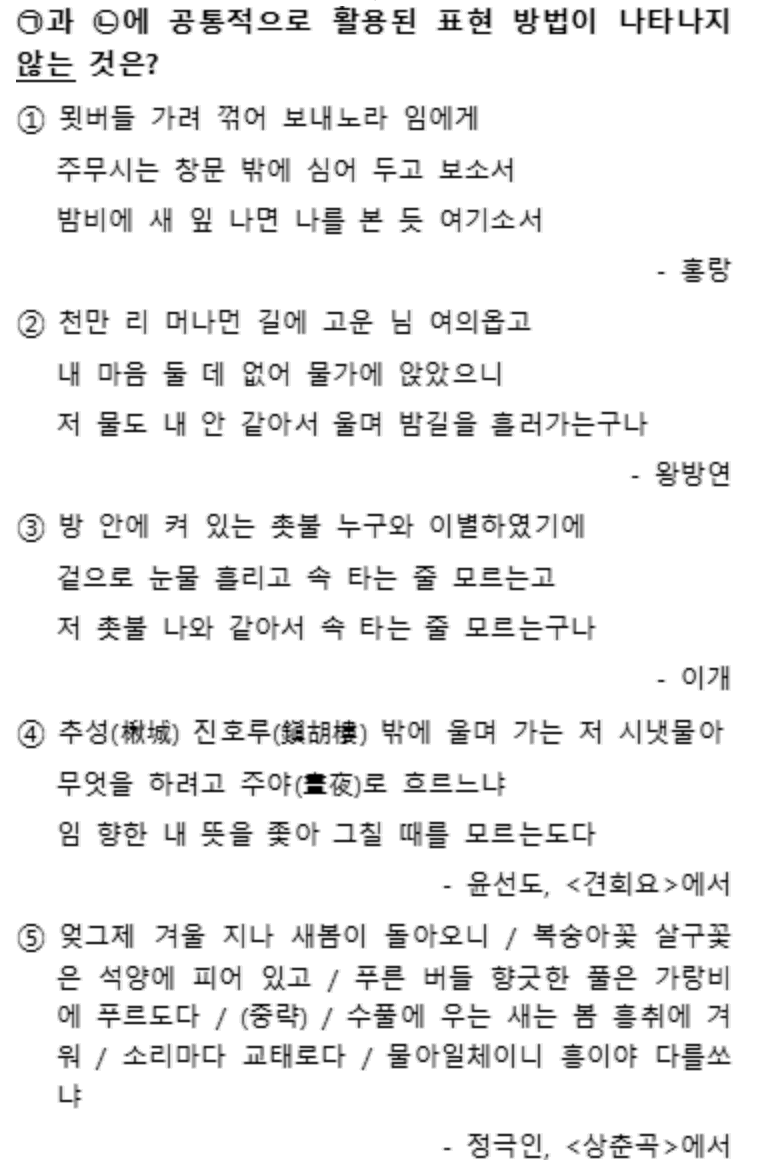 ㉠과 ㉡에 공통적으로 활용된 표현 방법이 나타나지
않는 것은?
① 묏버들 가려 꺾어 보내노라 임에게
주무시는 창문 밖에 심어 두고 보소서
밤비에 새 잎 나면 나를 본 듯 여기소서
- 홍랑
② 천만 리 머나먼 길에 고운 님 여의옵고
내 마음 둘 데 없어 물가에 앉았으니
저 물도 내 안 같아서 울며 밤길을 흘러가는구나
- 왕방연
③ 방 안에 켜 있는 촛불 누구와 이별하였기에
겉으로 눈물 흘리고 속 타는 줄 모르는고
저 촛불 나와 같아서 속 타는 줄 모르는구나
- 이개
④ 추성(楸城) 진호루(鎭胡樓) 밖에 울며 가는 저 시냇물아
무엇을 하려고 주야(晝夜)로 흐르느냐
임 향한 내 뜻을 좇아 그칠 때를 모르는도다
- 윤선도, <견회요>에서
⑤ 엊그제 겨울 지나 새봄이 돌아오니 / 복숭아꽃 살구꽃
은 석양에 피어 있고 / 푸른 버들 향긋한 풀은 가랑비
에 푸르도다 / (중략) / 수풀에 우는 새는 봄 흥취에 겨
워 / 소리마다 교태로다 / 물아일체이니 흥이야 다를쏘
냐
- 정극인, <상춘곡>에서